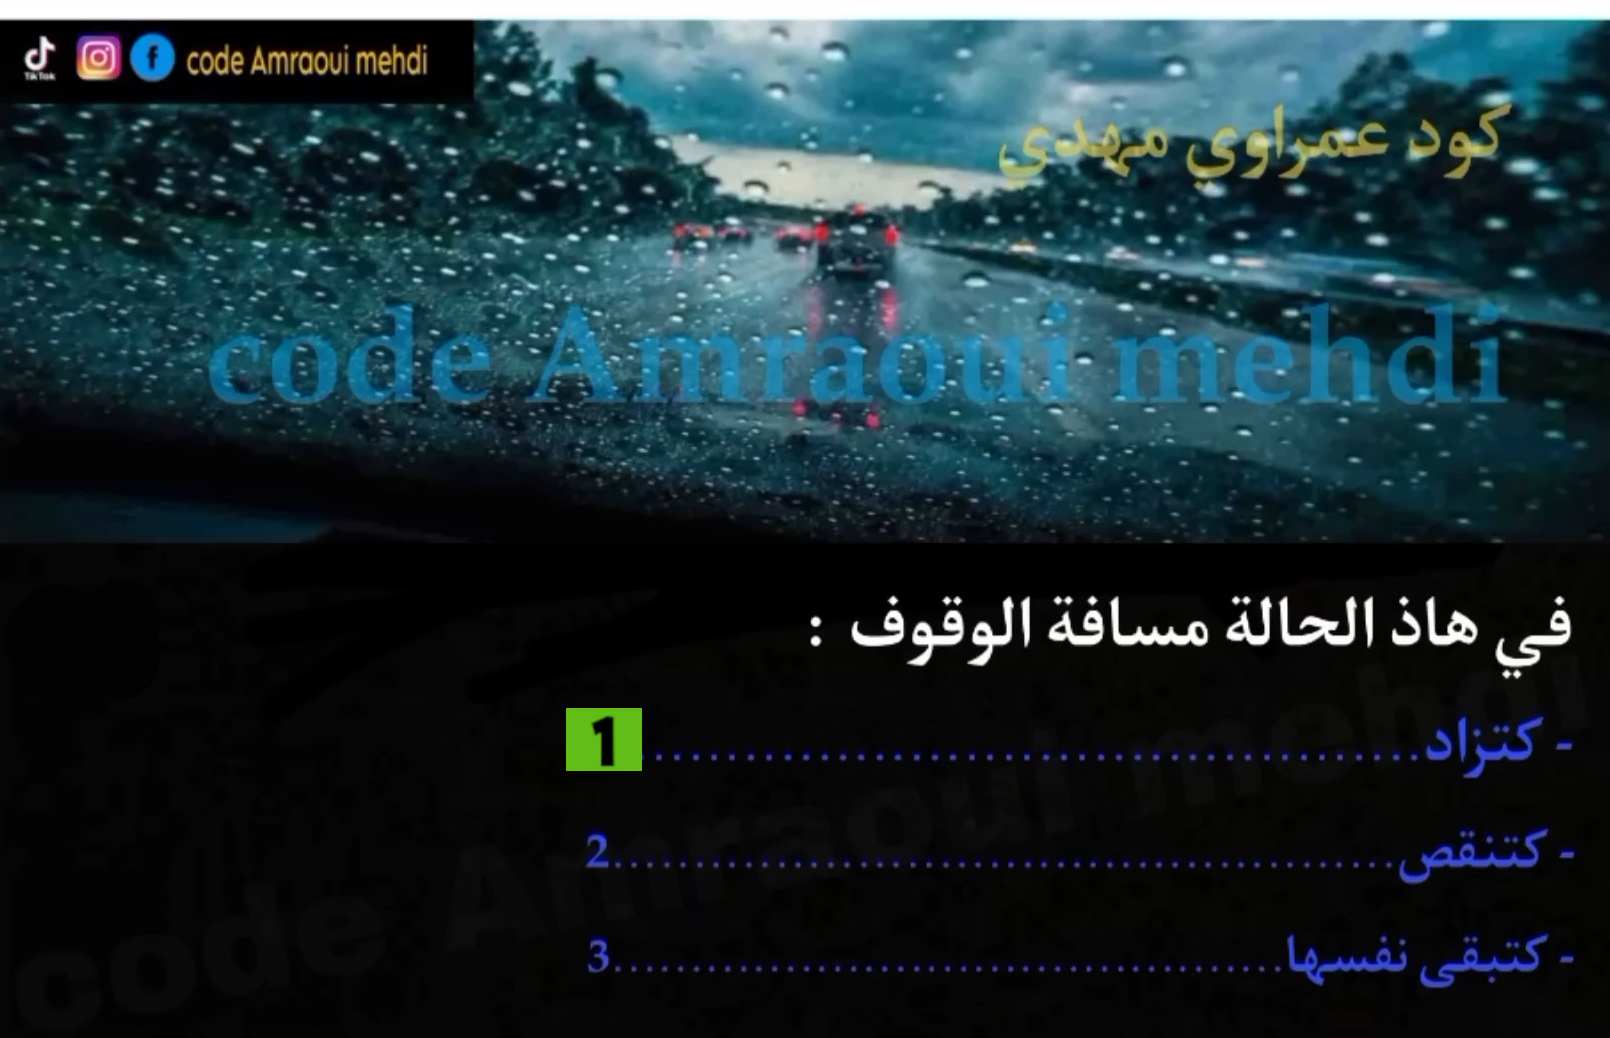 TikTok f code Amraoui mehdi
كود عمراوي مهدي
code Amraoui mehdi
في هاذ الحالة مسافة الوقوف :
- كتزاد........................................1
- كتنقص........................................2
- كتبقى نفسها..................................3
code Amraoui mehdi